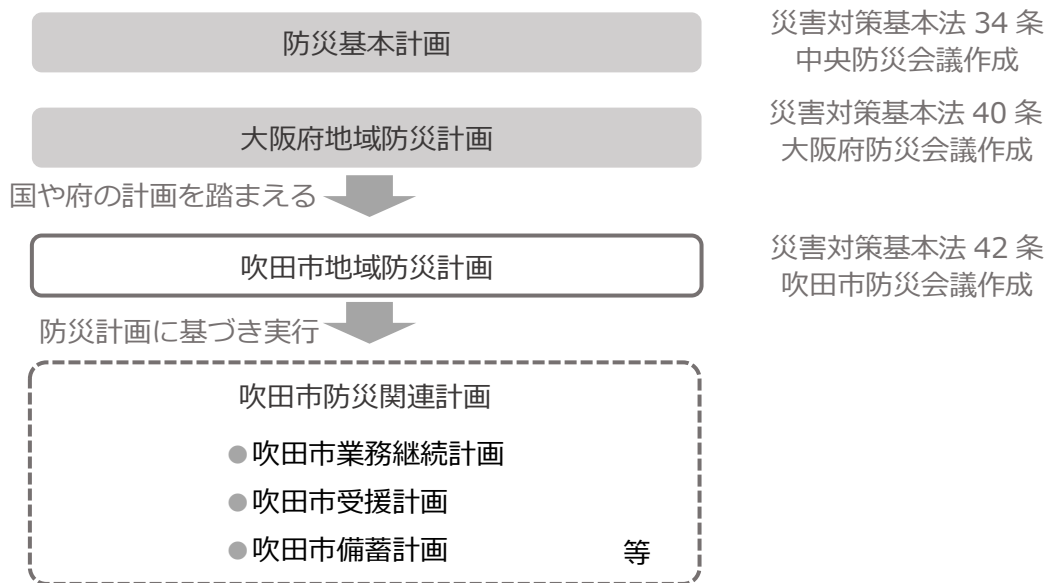 防災基本計画
災害対策基本法 34 条
中央防災会議作成
大阪府地域防災計画
災害対策基本法 40 条
大阪府防災会議作成
国や府の計画を踏まえる
吹田市地域防災計画
災害対策基本法 42 条
吹田市防災会議作成
防災計画に基づき実行
吹田市防災関連計画
●吹田市業務継続計画
●吹田市受援計画
●吹田市備蓄計画 等